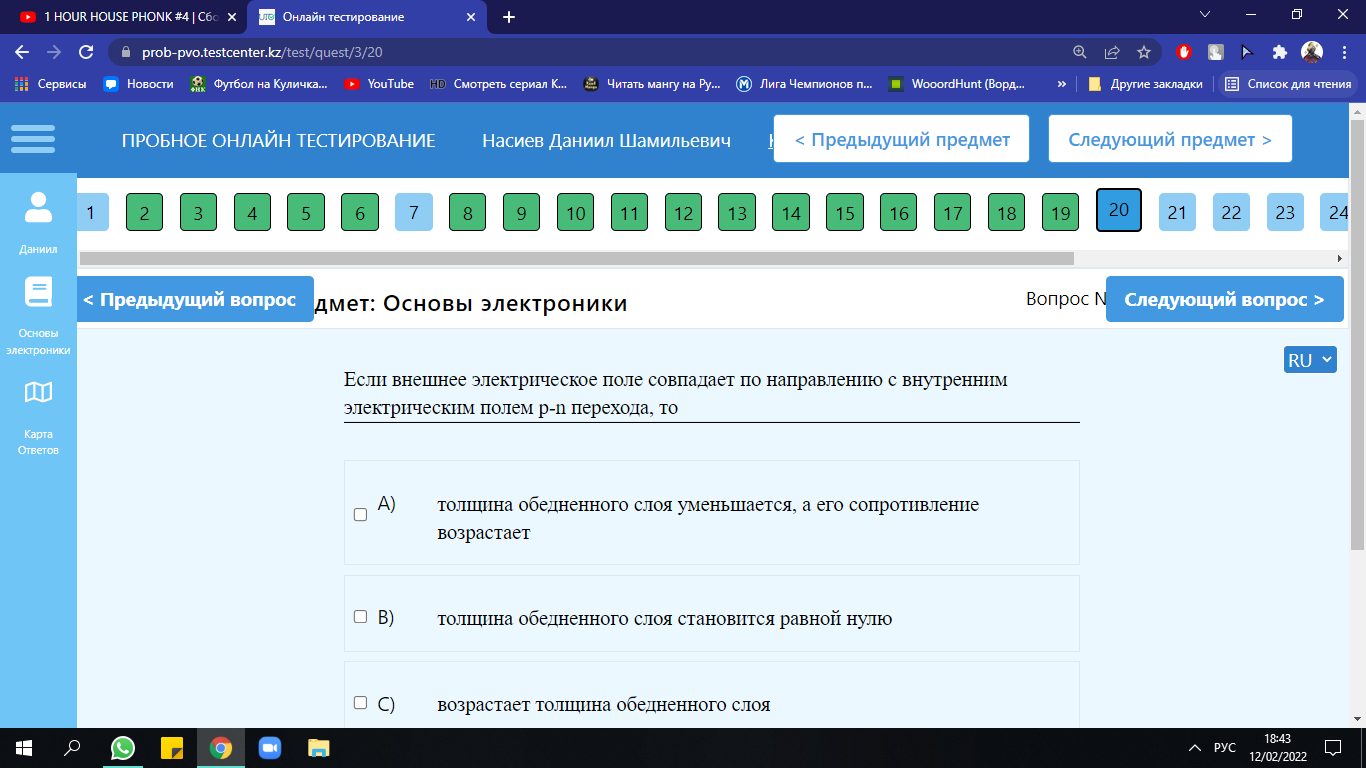 1 HOUR HOUSE PHONK #4 | Сбо
Онлайн тестирование
prob-pvo.testcenter.kz/test/quest/3/20
Сервисы
Новости
Футбол на Куличка...
YouTube
HD Смотреть сериал К...
Читать мангу на Ру...
Лига Чемпионов п...
WooordHunt (Ворд...
»
Другие закладки
Список для чтения
ПРОБНОЕ ОНЛАЙН ТЕСТИРОВАНИЕ
Насиев Даниил Шамильевич
< Предыдущий предмет
Следующий предмет >
1 2 3 4 5 6 7 8 9 10 11 12 13 14 15 16 17 18 19 20 21 22 23 24
Даниил
Основы
электроники
Карта
Ответов
< Предыдущий вопрос
дмет: Основы электроники
Вопрос N
Следующий вопрос >
RU
Если внешнее электрическое поле совпадает по направлению с внутренним
электрическим полем p-n перехода, то
A) толщина обедненного слоя уменьшается, а его сопротивление
возрастает
B) толщина обедненного слоя становится равной нулю
C) возрастает толщина обедненного слоя
РУС
18:43
12/02/2022